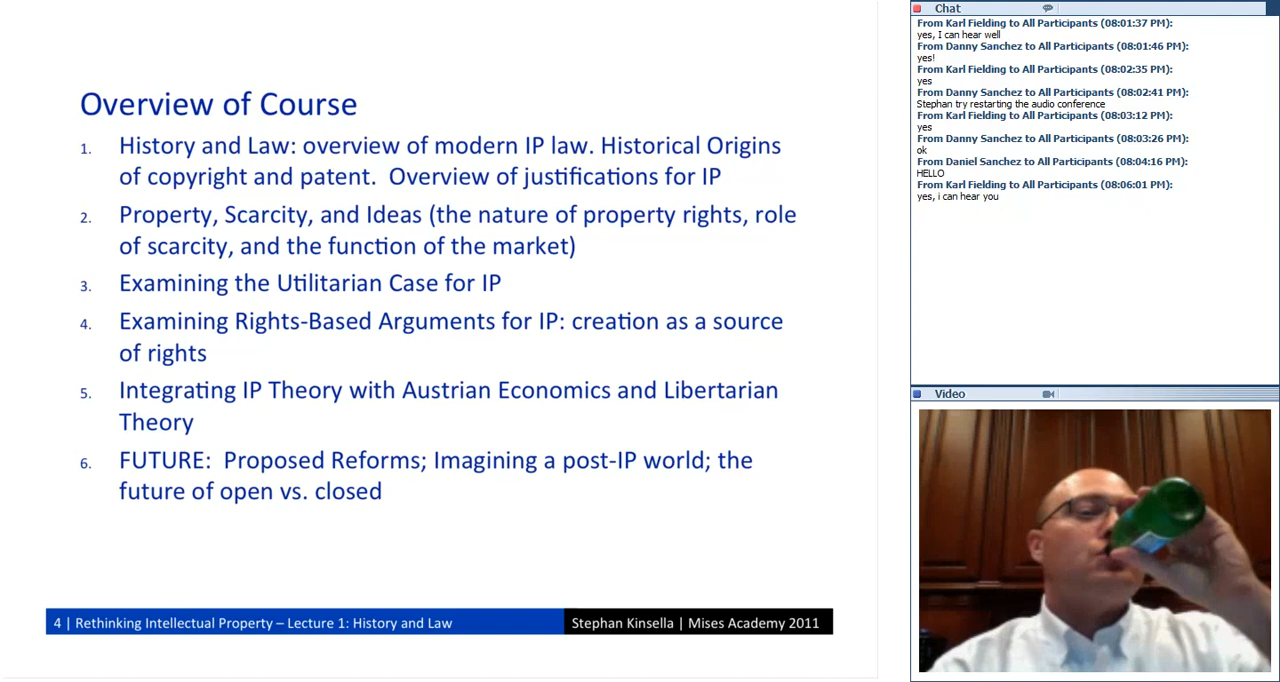 Overview of Course
1. History and Law: overview of modern IP law. Historical Origins
of copyright and patent.  Overview of justifications for IP
2. Property, Scarcity, and Ideas (the nature of property rights, role
of scarcity, and the function of the market)
3. Examining the Utilitarian Case for IP
4. Examining Rights-Based Arguments for IP: creation as a source
of rights
5. Integrating IP Theory with Austrian Economics and Libertarian
Theory
6. FUTURE:  Proposed Reforms; Imagining a post-IP world; the
future of open vs. closed
4 | Rethinking Intellectual Property – Lecture 1: History and Law
Stephan Kinsella | Mises Academy 2011
Chat
From Karl Fielding to All Participants (08:01:37 PM):
yes, I can hear well
From Danny Sanchez to All Participants (08:01:46 PM):
yes!
From Karl Fielding to All Participants (08:02:35 PM):
yes
From Danny Sanchez to All Participants (08:02:41 PM):
Stephan try restarting the audio conference
From Karl Fielding to All Participants (08:03:12 PM):
yes
From Danny Sanchez to All Participants (08:03:26 PM):
ok
From Daniel Sanchez to All Participants (08:04:16 PM):
HELLO
From Karl Fielding to All Participants (08:06:01 PM):
yes, i can hear you
Video